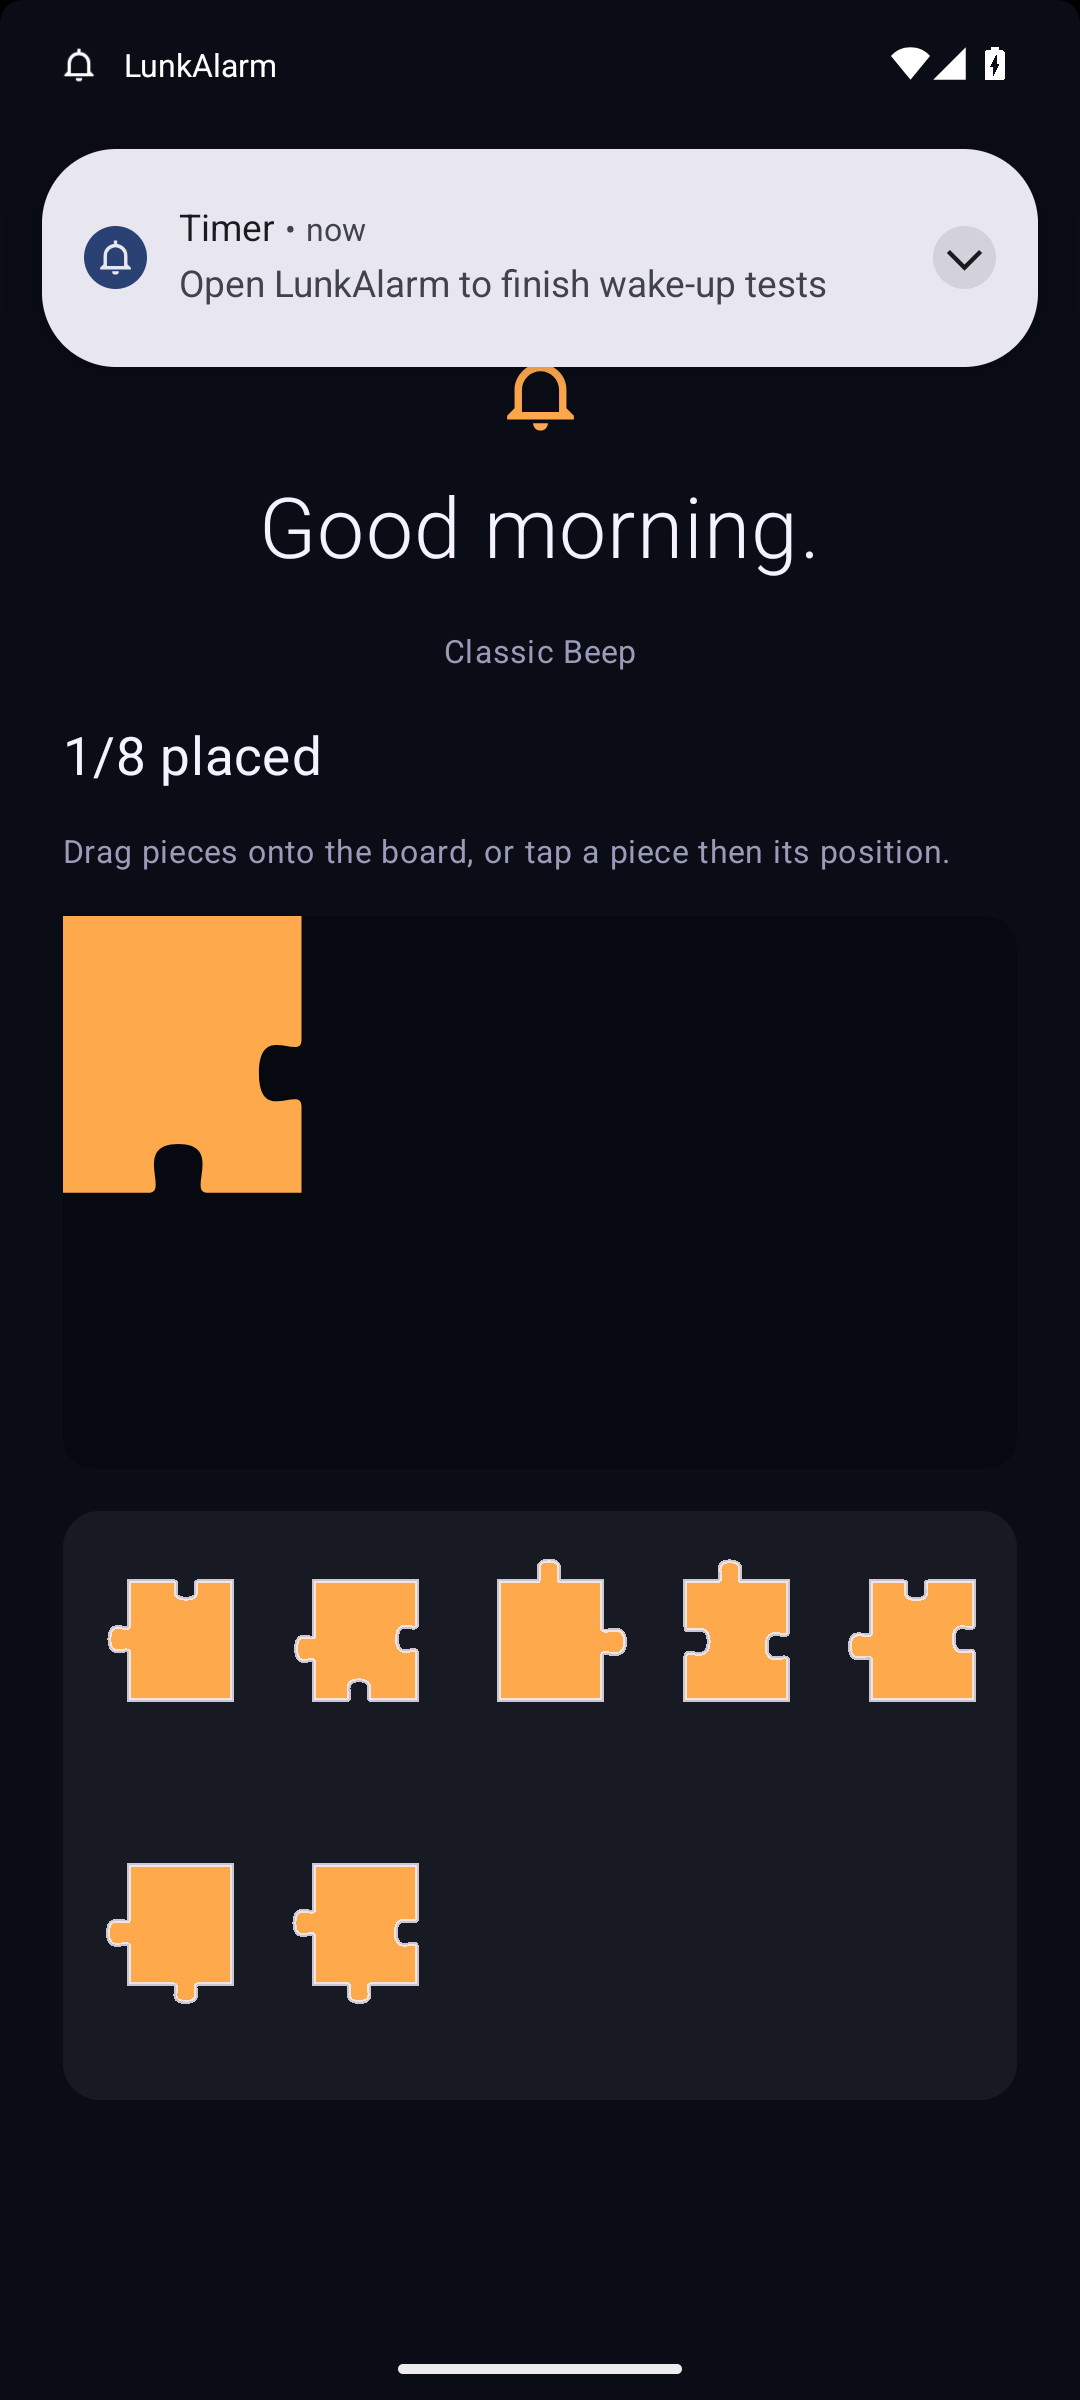 LunkAlarm
Timer • now
Open LunkAlarm to finish wake-up tests
Good morning.
Classic Beep
1/8 placed
Drag pieces onto the board, or tap a piece then its position.